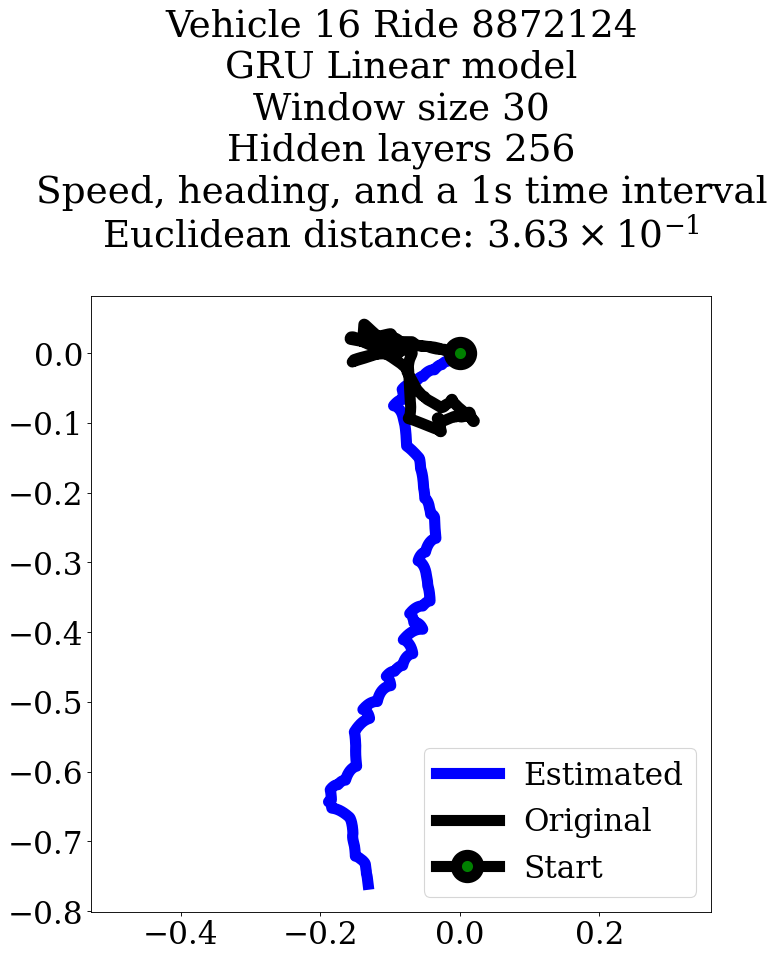 Vehicle 16 Ride 8872124
GRU Linear model
Window size 30
Hidden layers 256
Speed, heading, and a 1s time interval
Euclidean distance: 3.63 × 10⁻¹
0.0
−0.1
−0.2
−0.3
−0.4
−0.5
−0.6
−0.7
−0.8
Estimated
Original
Start
−0.4 −0.2 0.0 0.2